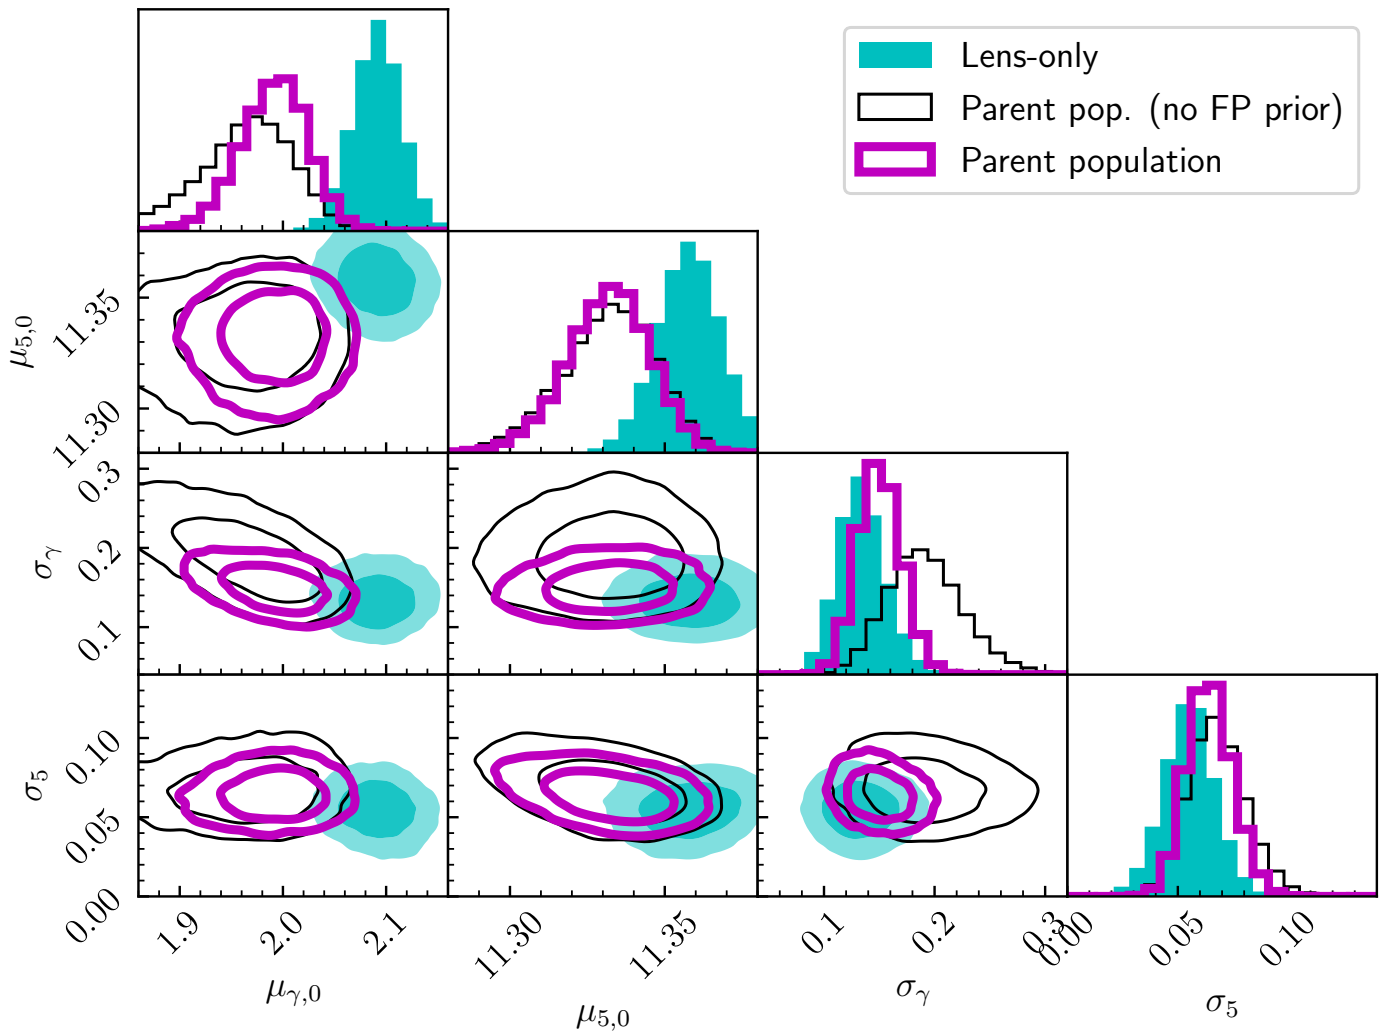 Lens-only
Parent pop. (no FP prior)
Parent population
μ5,0
11.35
11.30
σγ
0.3
0.2
0.1
σ5
0.10
0.05
0.00
1.9 2.0 2.1 11.30 11.35 0.1 0.2 0.3 0.00 0.05 0.10
μγ,0 μ5,0 σγ σ5